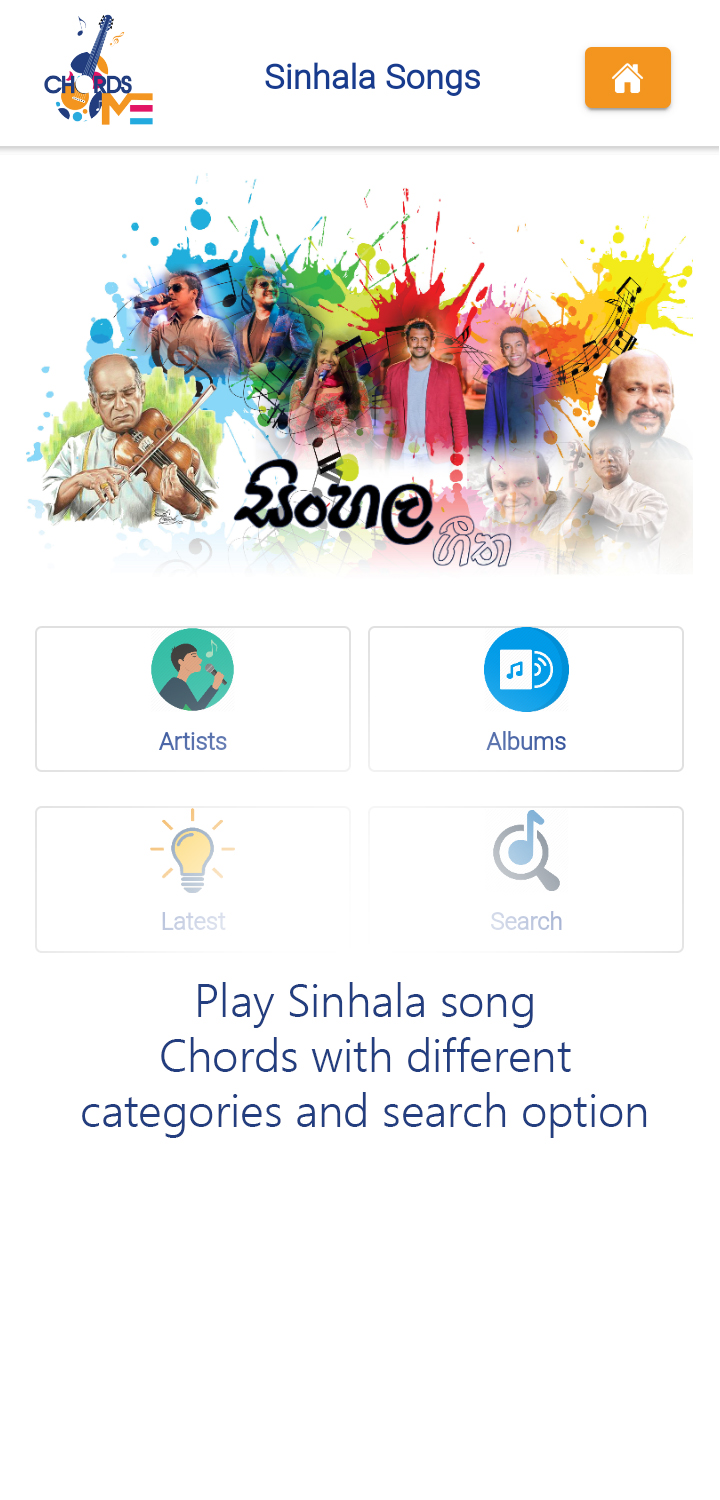 CHORDS
ME
Sinhala Songs
සිංහල
ගීත
Artists
Albums
Latest
Search
Play Sinhala song
Chords with different
categories and search option